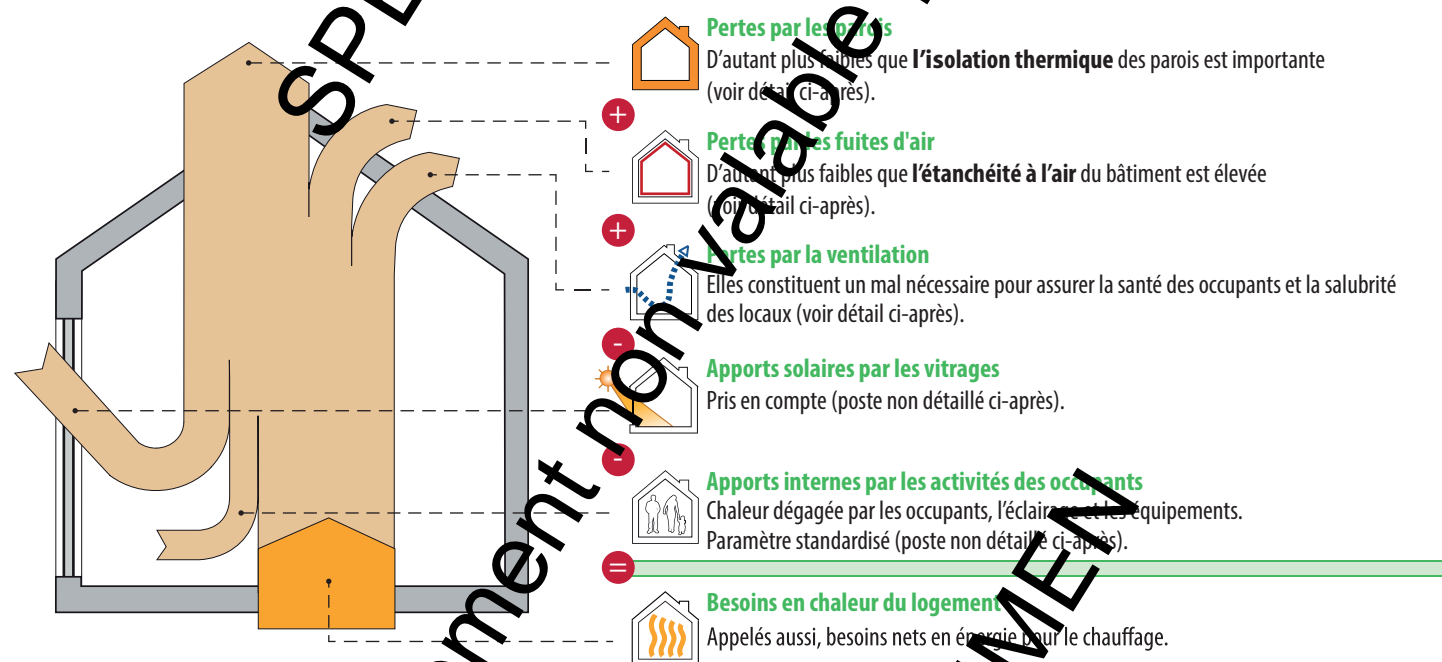 Pertes par les parois
D'autant plus faibles que l'isolation thermique des parois est importante
(voir détail ci-après).
+
Pertes par les fuites d'air
D'autant plus faibles que l'étanchéité à l'air du bâtiment est élevée
(voir détail ci-après).
+
Pertes par la ventilation
Elles constituent un mal nécessaire pour assurer la santé des occupants et la salubrité
des locaux (voir détail ci-après).
-
Apports solaires par les vitrages
Pris en compte (poste non détaillé ci-après).
-
Apports internes par les activités des occupants
Chaleur dégagée par les occupants, l'éclairage et les équipements.
Paramètre standardisé (poste non détaillé ci-après).
=
Besoins en chaleur du logement
Appelés aussi, besoins nets en énergie pour le chauffage.
non valable